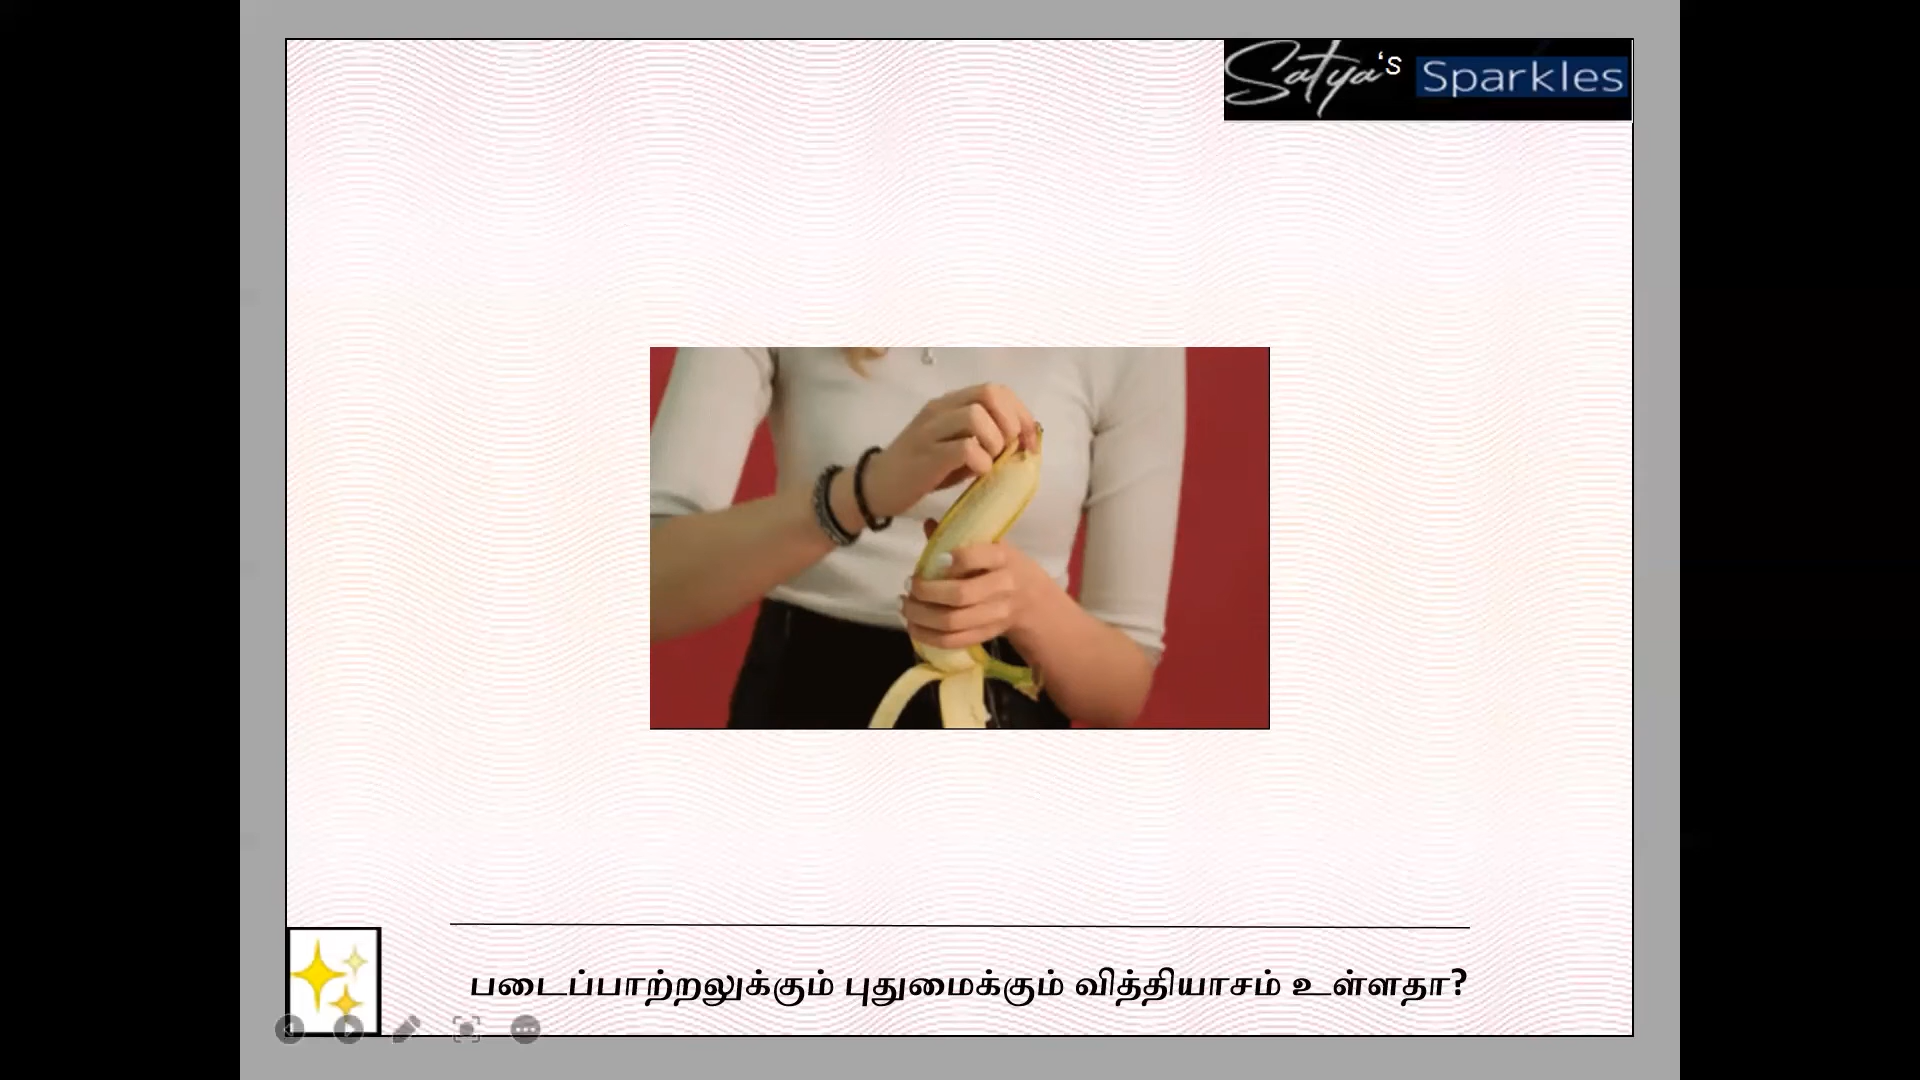 Satya's Sparkles
படைப்பாற்றலுக்கும் புதுமைக்கும் வித்தியாசம் உள்ளதா?